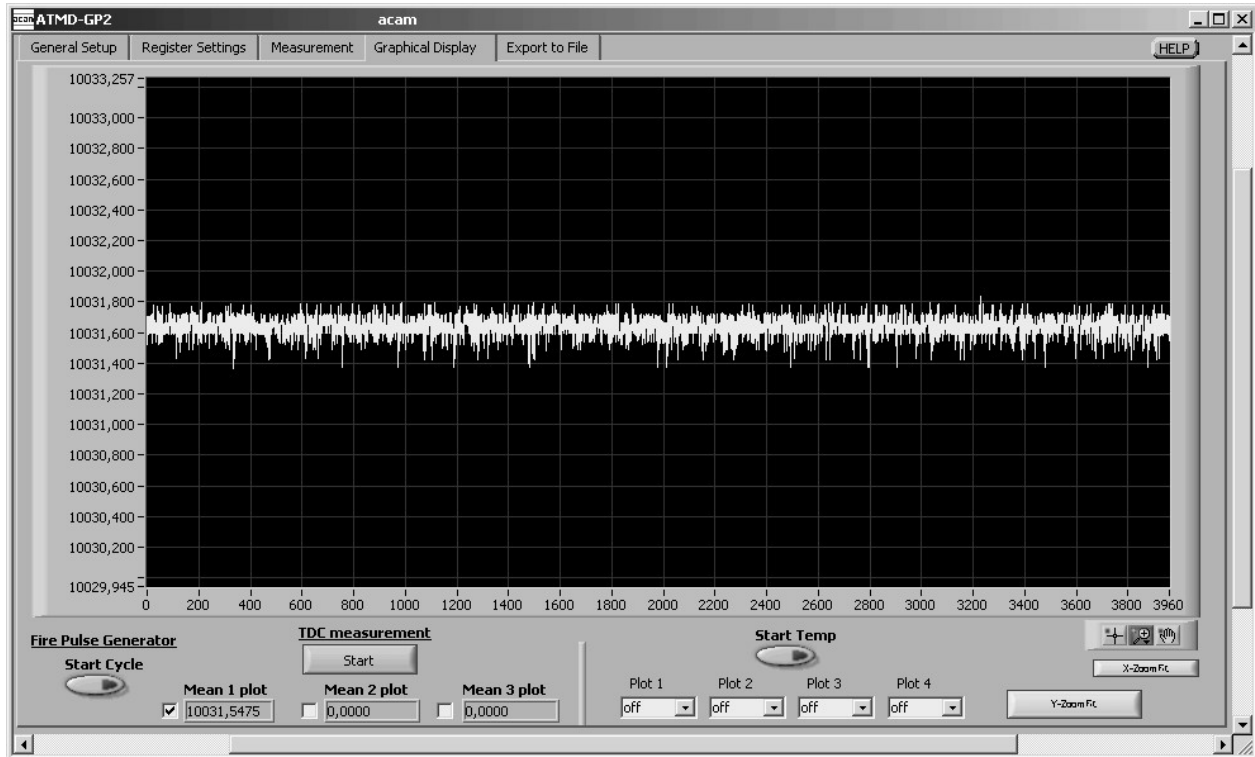 acam ATMD-GP2 acam
General Setup Register Settings Measurement Graphical Display Export to File HELP
10033,257
10033,000
10032,800
10032,600
10032,400
10032,200
10032,000
10031,800
10031,600
10031,400
10031,200
10031,000
10030,800
10030,600
10030,400
10030,200
10029,945
0 200 400 600 800 1000 1200 1400 1600 1800 2000 2200 2400 2600 2800 3000 3200 3400 3600 3800 3960
Fire Pulse Generator
Start Cycle
TDC measurement
Start
Mean 1 plot Mean 2 plot Mean 3 plot
10031,5475 0,0000 0,0000
Start Temp
Plot 1 Plot 2 Plot 3 Plot 4
off off off off
X-Zoom Fit
Y-Zoom Fit